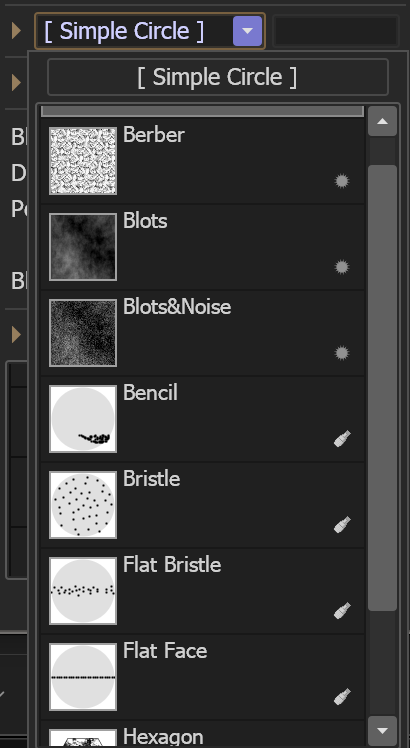 [ Simple Circle ]
[ Simple Circle ]
Berber
Blots
Blots&Noise
Bencil
Bristle
Flat Bristle
Flat Face
Hexagon